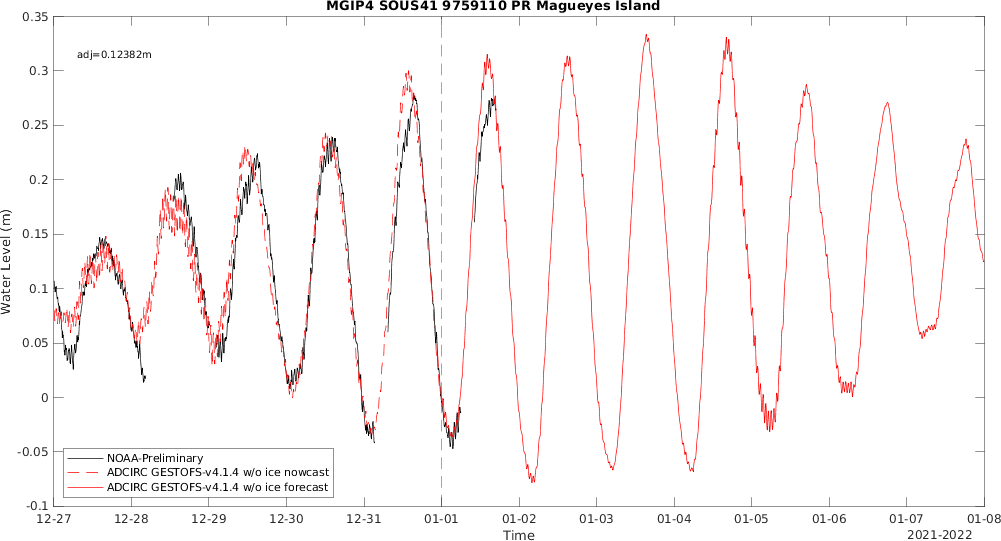 MGIP4 SOUS41 9759110 PR Magueyes Island
0.35
adj=0.12382m
0.3
0.25
0.2
0.15
0.1
0.05
0
-0.05
-0.1
Water Level (m)
NOAA-Preliminary
ADCIRC GESTOFS-v4.1.4 w/o ice nowcast
ADCIRC GESTOFS-v4.1.4 w/o ice forecast
12-27 12-28 12-29 12-30 12-31 01-01 01-02 01-03 01-04 01-05 01-06 01-07 01-08
Time
2021-2022